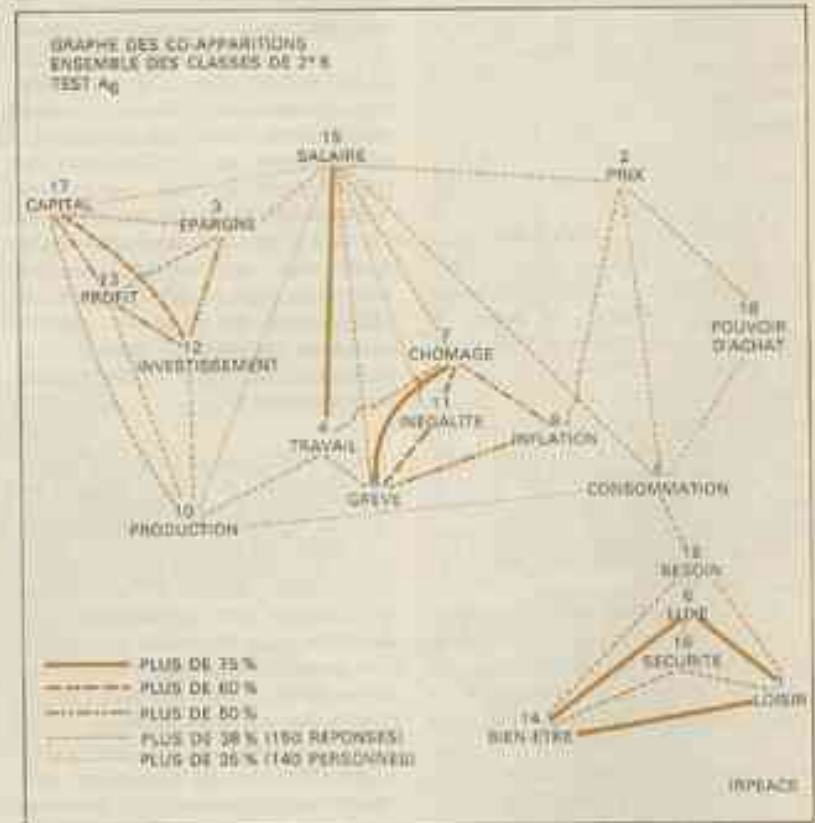 GRAPHE DES CO-APPARITIONS
ENSEMBLE DES CLASSES DE 2e B
TEST Ag
15
SALAIRE
2
PRIX
17
CAPITAL
3
EPARGNE
13
PROFIT
12
INVESTISSEMENT
18
POUVOIR
D'ACHAT
7
CHOMAGE
11
INEGALITE
INFLATION
4
TRAVAIL
GREVE
CONSOMMATION
10
PRODUCTION
BESOIN
LUXE
16
SECURITE
LOISIR
14
BIEN-ETRE
PLUS DE 75 %
PLUS DE 60 %
PLUS DE 50 %
PLUS DE 38 % (150 REPONSES)
PLUS DE 35 % (140 PERSONNES)
IRPEACS